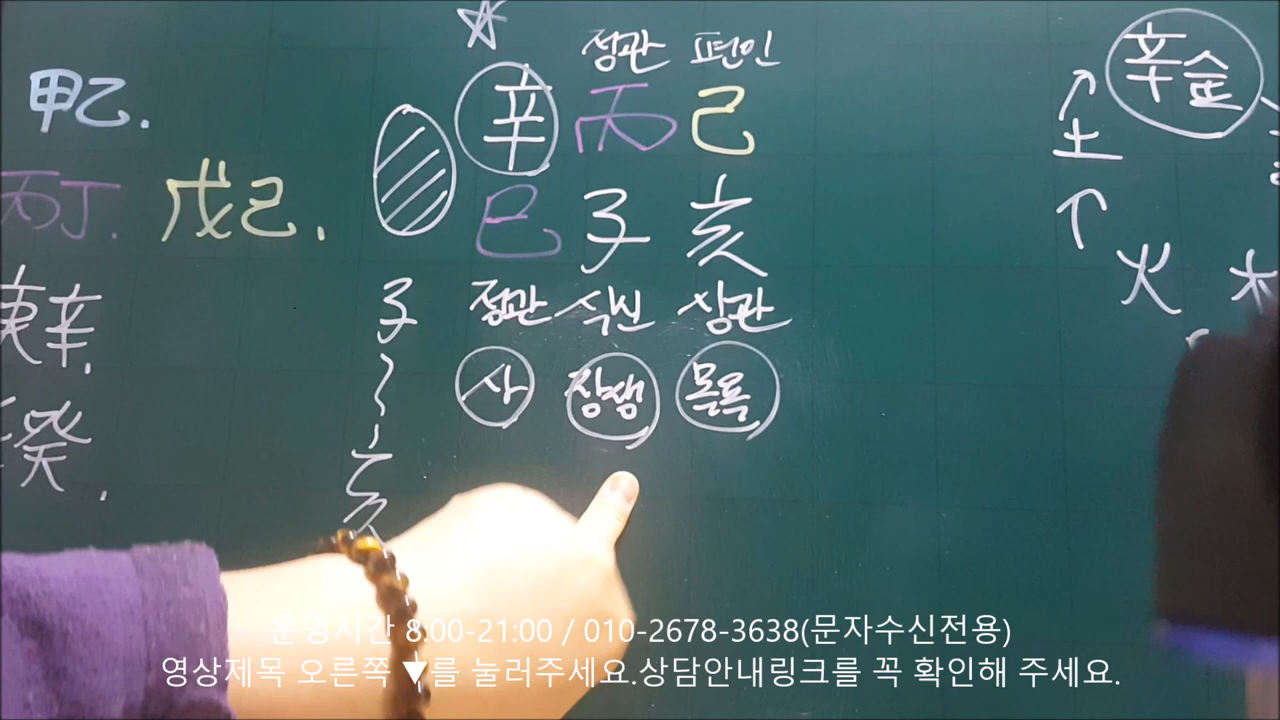 정관 편인
甲乙.
辛 丙 己
丙丁. 戊己.
巳 子 亥
庚辛.
子 정관 식신 상관
사 장생 목욕
癸.
亥
辛金
土
火 木
운영시간 8:00-21:00 / 010-2678-3638(문자수신전용)
영상제목 오른쪽 ▼를 눌러주세요.상담안내링크를 꼭 확인해 주세요.